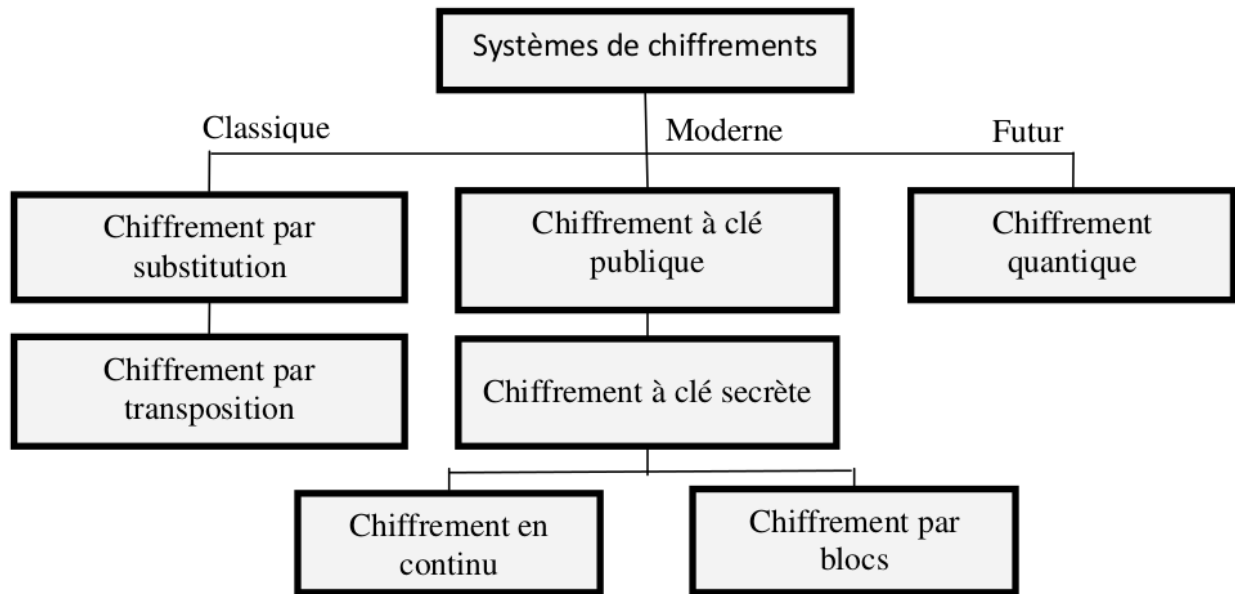 Systèmes de chiffrements
Classique
Moderne
Futur
Chiffrement par
substitution
Chiffrement à clé
publique
Chiffrement
quantique
Chiffrement par
transposition
Chiffrement à clé secrète
Chiffrement en
continu
Chiffrement par
blocs